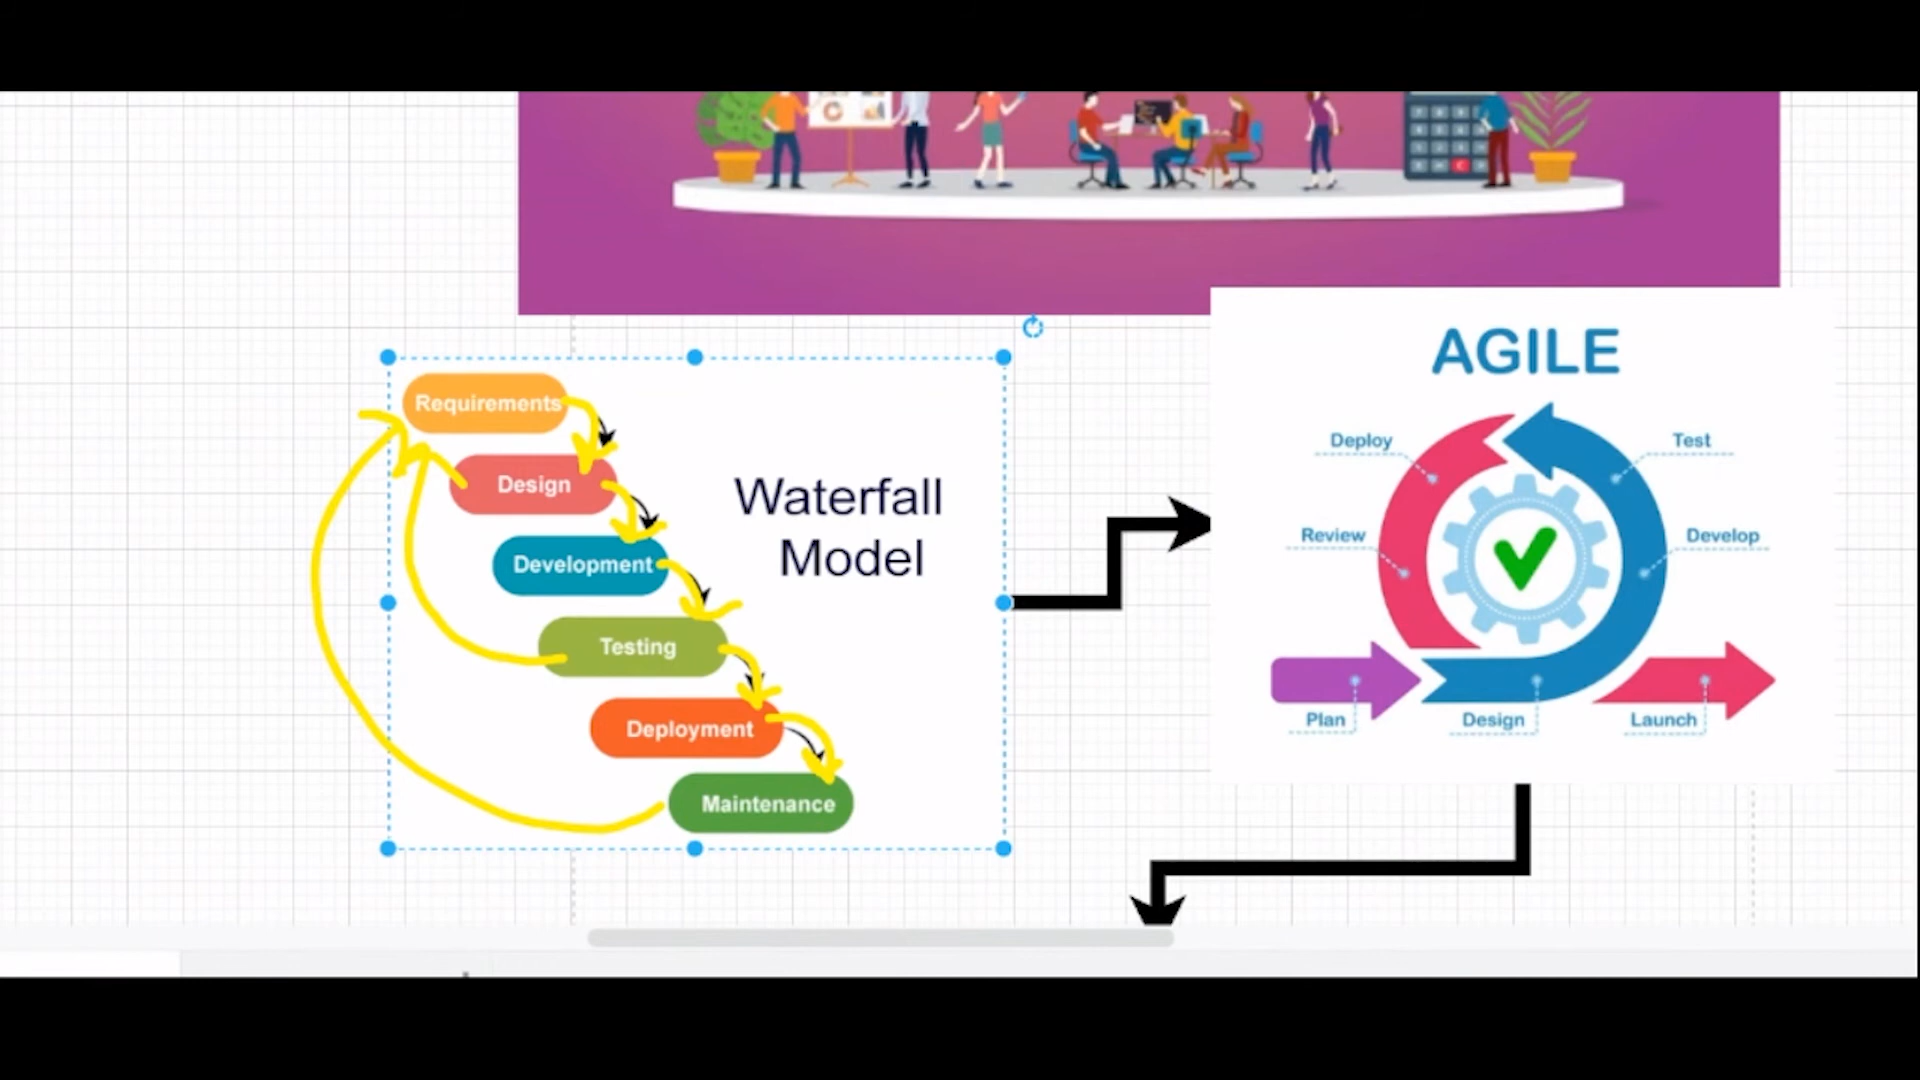 Requirements
Design
Development
Testing
Deployment
Maintenance
Waterfall
Model
AGILE
Deploy
Test
Review
Develop
Plan
Design
Launch